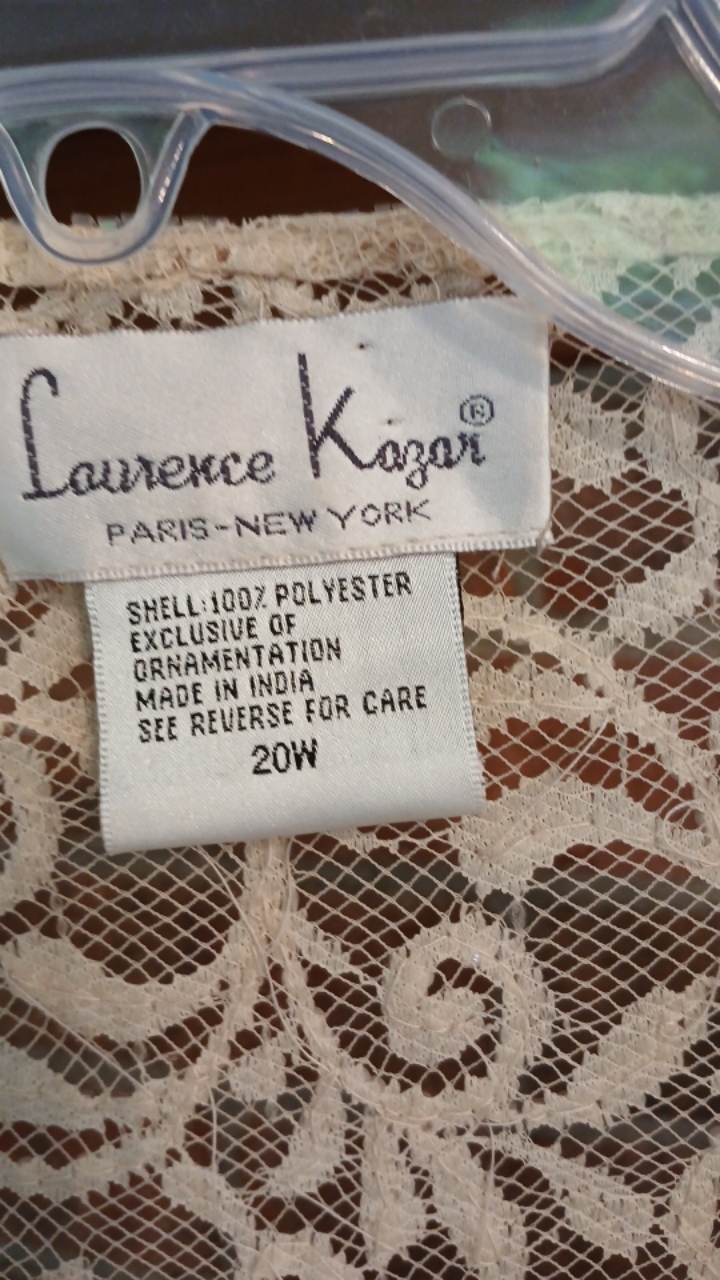 Laurence Kazar®
PARIS-NEW YORK
SHELL:100% POLYESTER
EXCLUSIVE OF
ORNAMENTATION
MADE IN INDIA
SEE REVERSE FOR CARE
20W